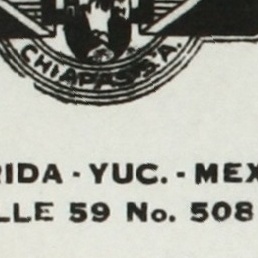 CHIAPAS S.A.
RIDA - YUC. - MEX
LLE 59 No. 508